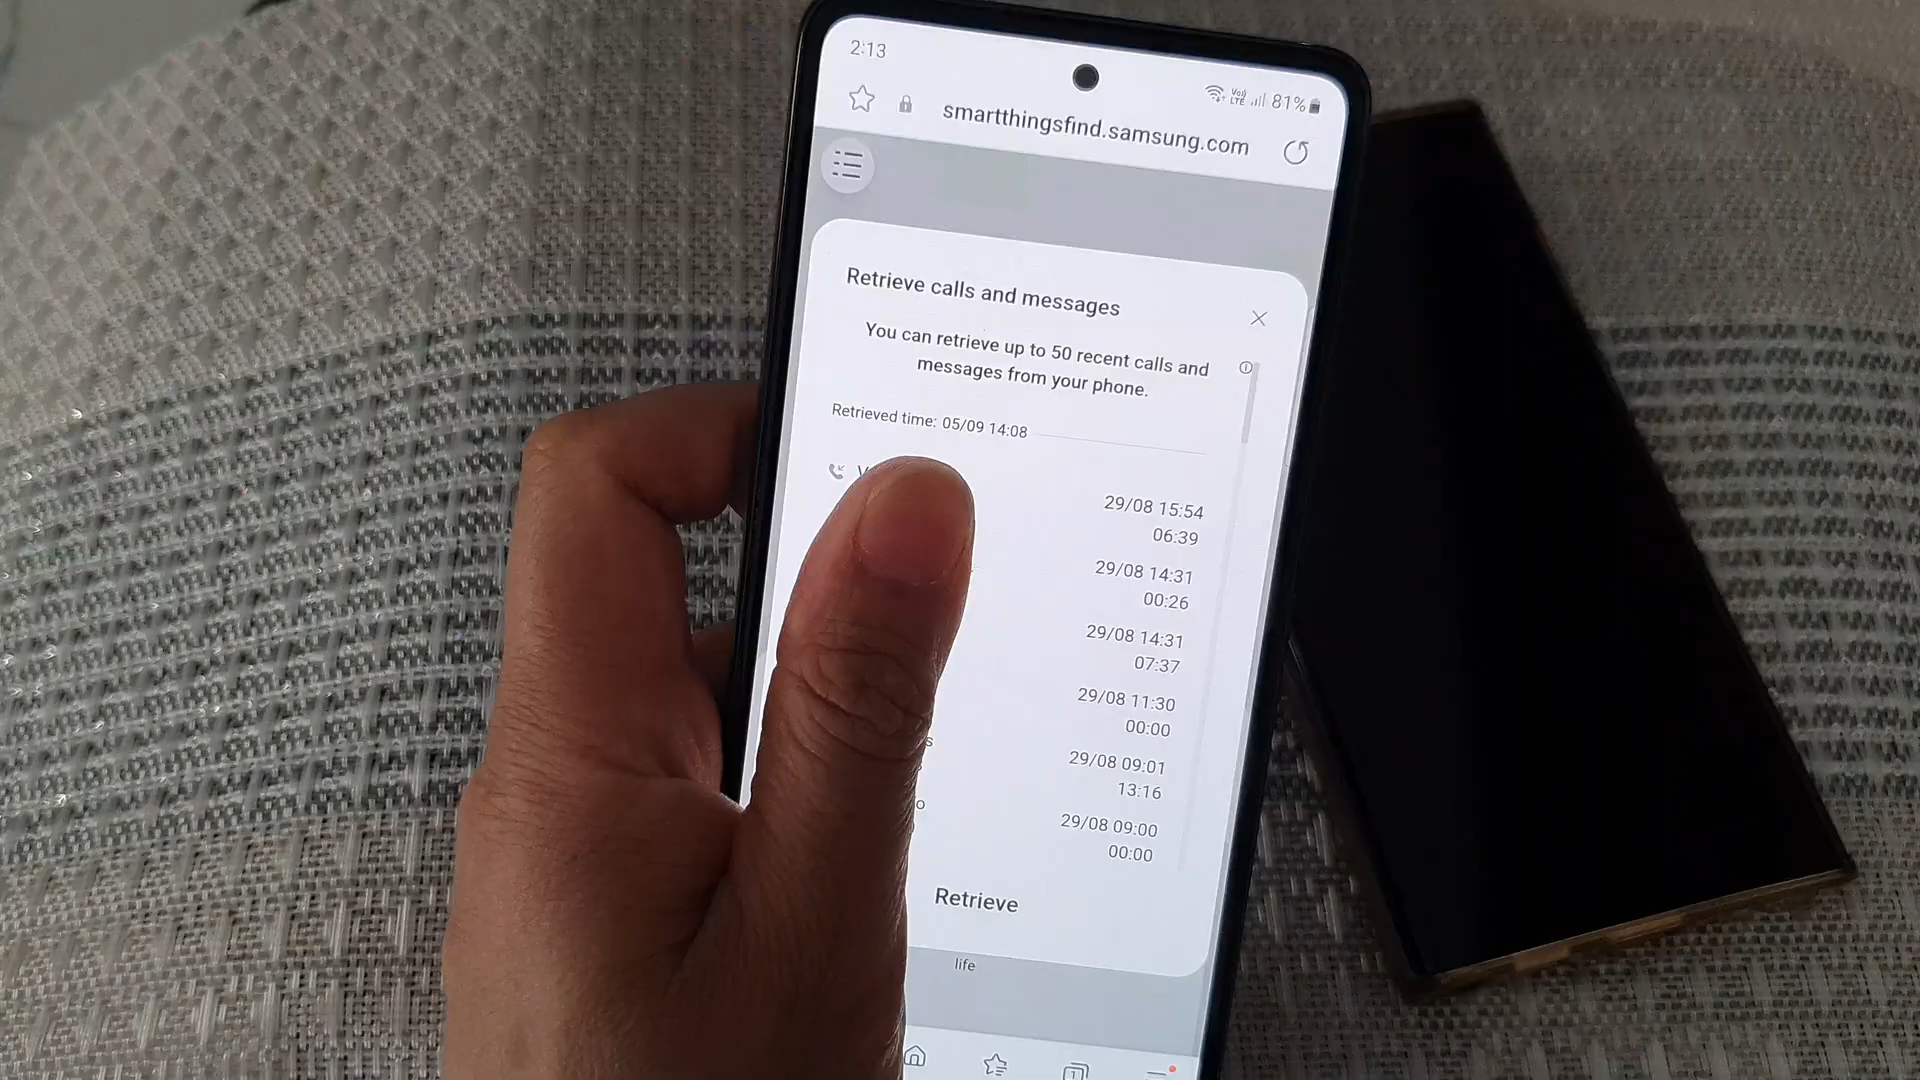 2:13
Vo)) LTE 81%
smartthingsfind.samsung.com
Retrieve calls and messages
You can retrieve up to 50 recent calls and
messages from your phone.
Retrieved time: 05/09 14:08
29/08 15:54
06:39
29/08 14:31
00:26
29/08 14:31
07:37
29/08 11:30
00:00
29/08 09:01
13:16
29/08 09:00
00:00
Retrieve
life
1